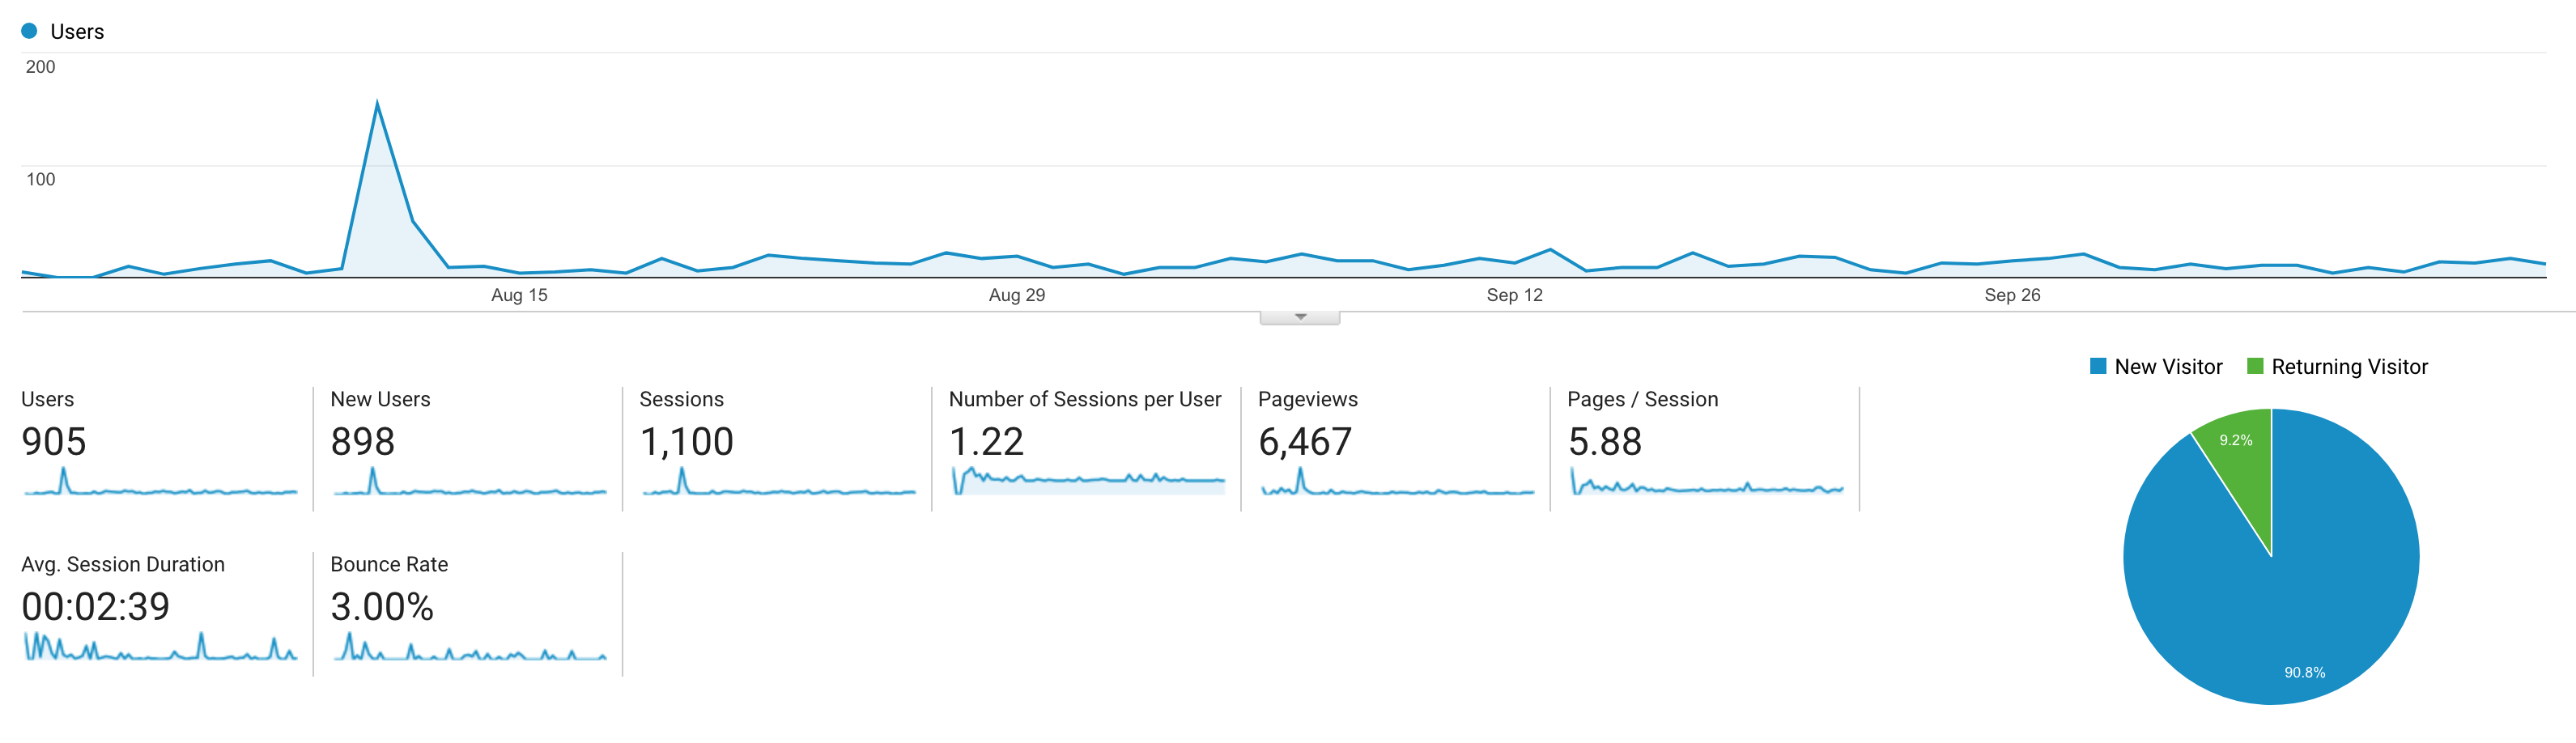 Users
200
100
Aug 15 Aug 29 Sep 12 Sep 26
New Visitor Returning Visitor
Users New Users Sessions Number of Sessions per User Pageviews Pages / Session
905 898 1,100 1.22 6,467 5.88
9.2%
Avg. Session Duration Bounce Rate
00:02:39 3.00%
90.8%